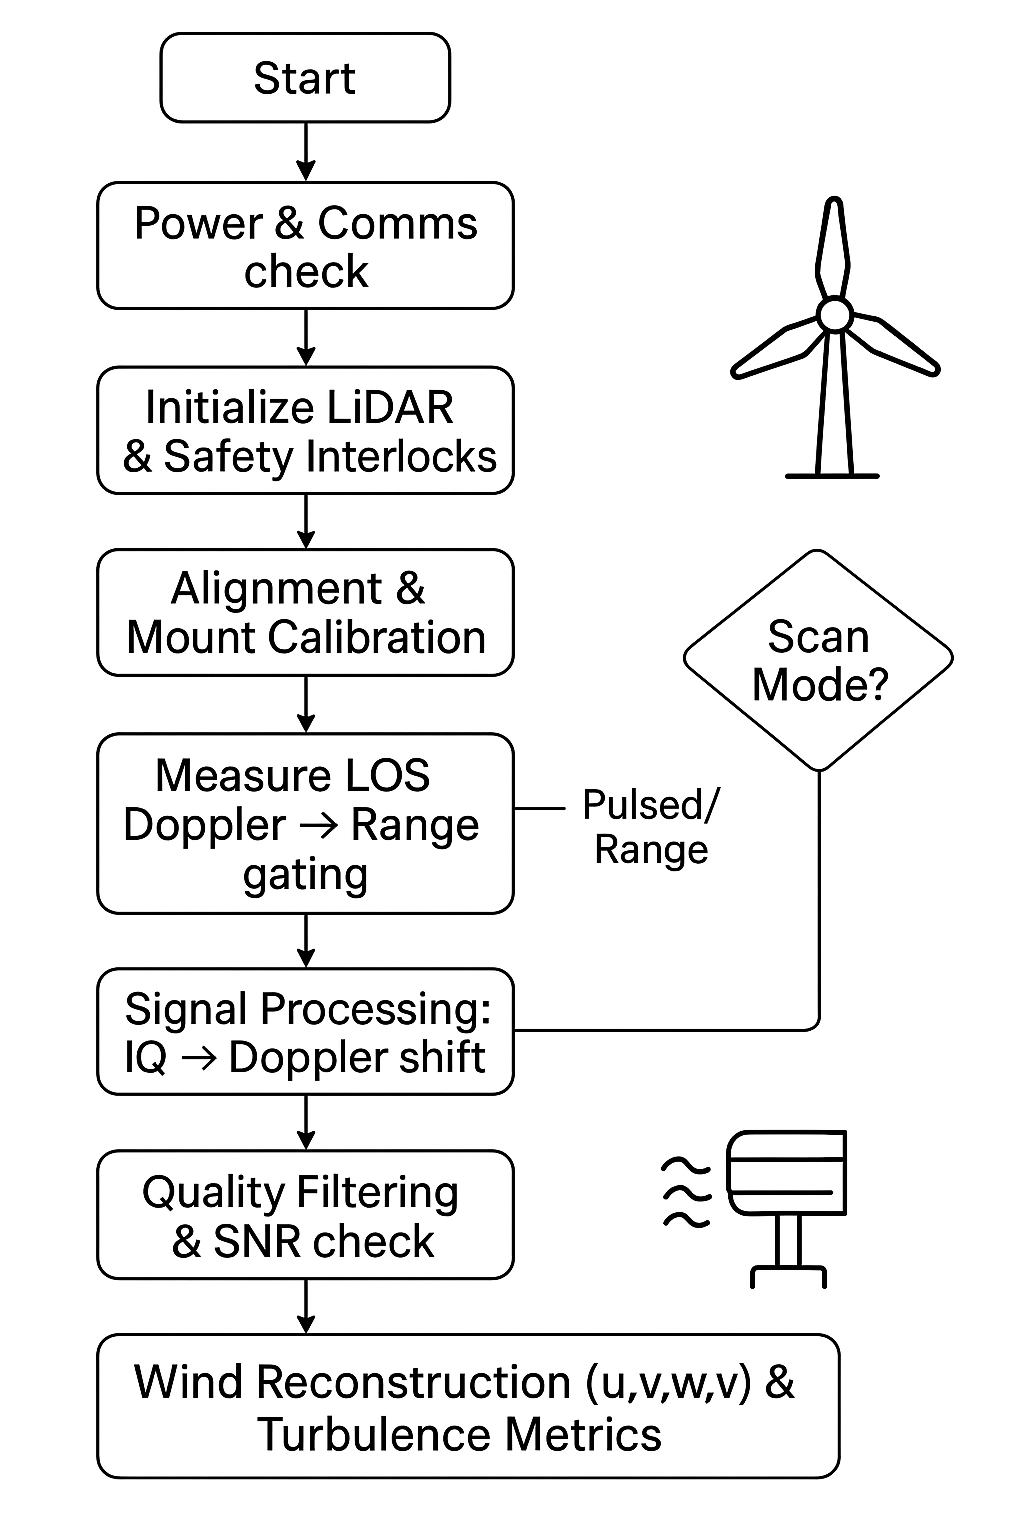 Start
Power & Comms
check
Initialize LiDAR
& Safety Interlocks
Alignment &
Mount Calibration
Scan
Mode?
Measure LOS
Doppler → Range
gating
Pulsed/
Range
Signal Processing:
IQ → Doppler shift
Quality Filtering
& SNR check
Wind Reconstruction (u,v,w,v) &
Turbulence Metrics